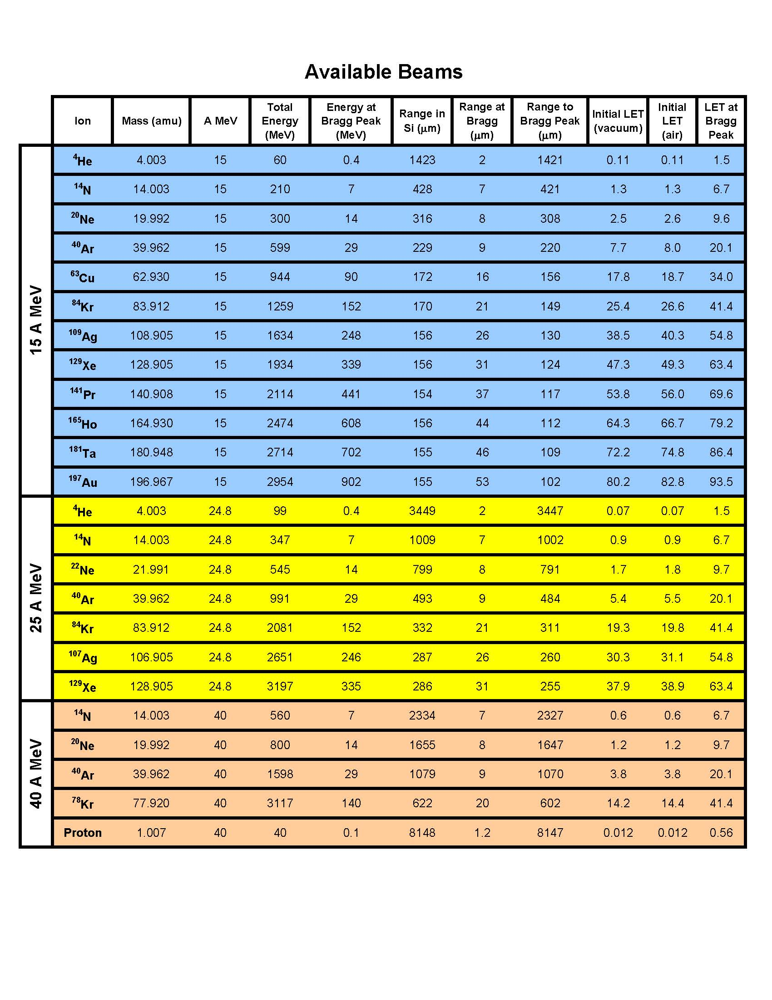 Available Beams
Ion Mass (amu) A MeV Total Energy (MeV) Energy at Bragg Peak (MeV) Range in Si (μm) Range at Bragg (μm) Range to Bragg Peak (μm) Initial LET (vacuum) Initial LET (air) LET at Bragg Peak
15 A MeV
⁴He 4.003 15 60 0.4 1423 2 1421 0.11 0.11 1.5
¹⁴N 14.003 15 210 7 428 7 421 1.3 1.3 6.7
²⁰Ne 19.992 15 300 14 316 8 308 2.5 2.6 9.6
⁴⁰Ar 39.962 15 599 29 229 9 220 7.7 8.0 20.1
⁶³Cu 62.930 15 944 90 172 16 156 17.8 18.7 34.0
⁸⁴Kr 83.912 15 1259 152 170 21 149 25.4 26.6 41.4
¹⁰⁹Ag 108.905 15 1634 248 156 26 130 38.5 40.3 54.8
¹²⁹Xe 128.905 15 1934 339 156 31 124 47.3 49.3 63.4
¹⁴¹Pr 140.908 15 2114 441 154 37 117 53.8 56.0 69.6
¹⁶⁵Ho 164.930 15 2474 608 156 44 112 64.3 66.7 79.2
¹⁸¹Ta 180.948 15 2714 702 155 46 109 72.2 74.8 86.4
¹⁹⁷Au 196.967 15 2954 902 155 53 102 80.2 82.8 93.5
25 A MeV
⁴He 4.003 24.8 99 0.4 3449 2 3447 0.07 0.07 1.5
¹⁴N 14.003 24.8 347 7 1009 7 1002 0.9 0.9 6.7
²²Ne 21.991 24.8 545 14 799 8 791 1.7 1.8 9.7
⁴⁰Ar 39.962 24.8 991 29 493 9 484 5.4 5.5 20.1
⁸⁴Kr 83.912 24.8 2081 152 332 21 311 19.3 19.8 41.4
¹⁰⁷Ag 106.905 24.8 2651 246 287 26 260 30.3 31.1 54.8
¹²⁹Xe 128.905 24.8 3197 335 286 31 255 37.9 38.9 63.4
40 A MeV
¹⁴N 14.003 40 560 7 2334 7 2327 0.6 0.6 6.7
²⁰Ne 19.992 40 800 14 1655 8 1647 1.2 1.2 9.7
⁴⁰Ar 39.962 40 1598 29 1079 9 1070 3.8 3.8 20.1
⁷⁸Kr 77.920 40 3117 140 622 20 602 14.2 14.4 41.4
Proton 1.007 40 40 0.1 8148 1.2 8147 0.012 0.012 0.56